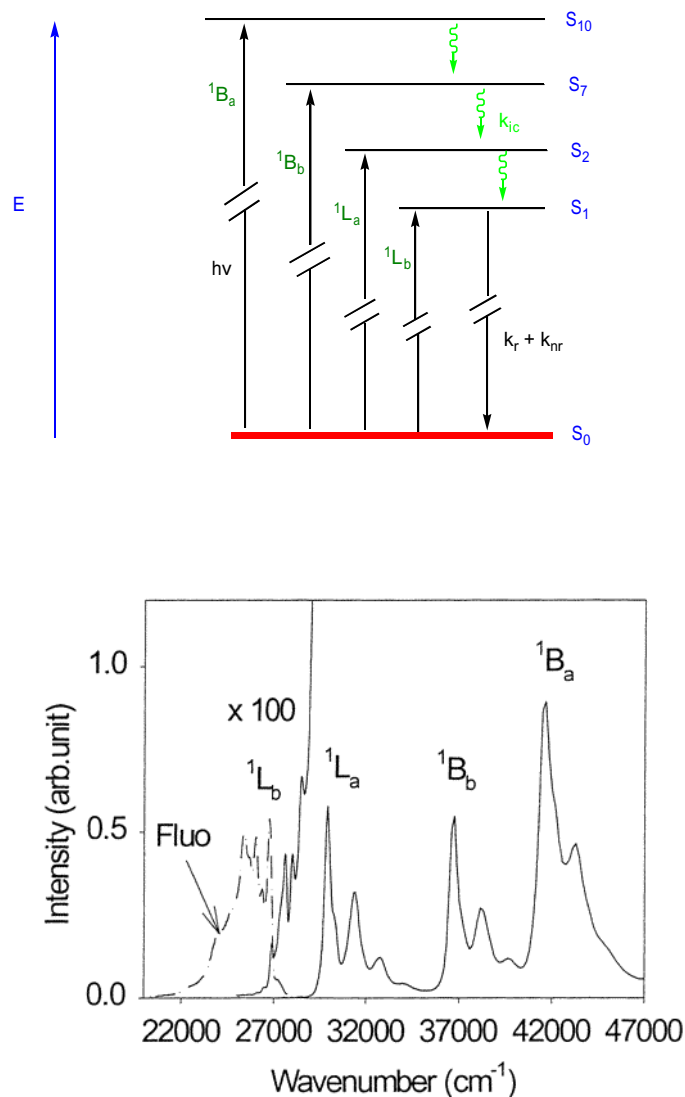 S10
¹Ba
S7
kic
¹Bb
S2
E
¹La
S1
¹Lb
hv
kr + knr
S0
1.0
¹Ba
x 100
¹Lb
¹La
¹Bb
Intensity (arb.unit)
0.5
Fluo
0.0
22000 27000 32000 37000 42000 47000
Wavenumber (cm⁻¹)